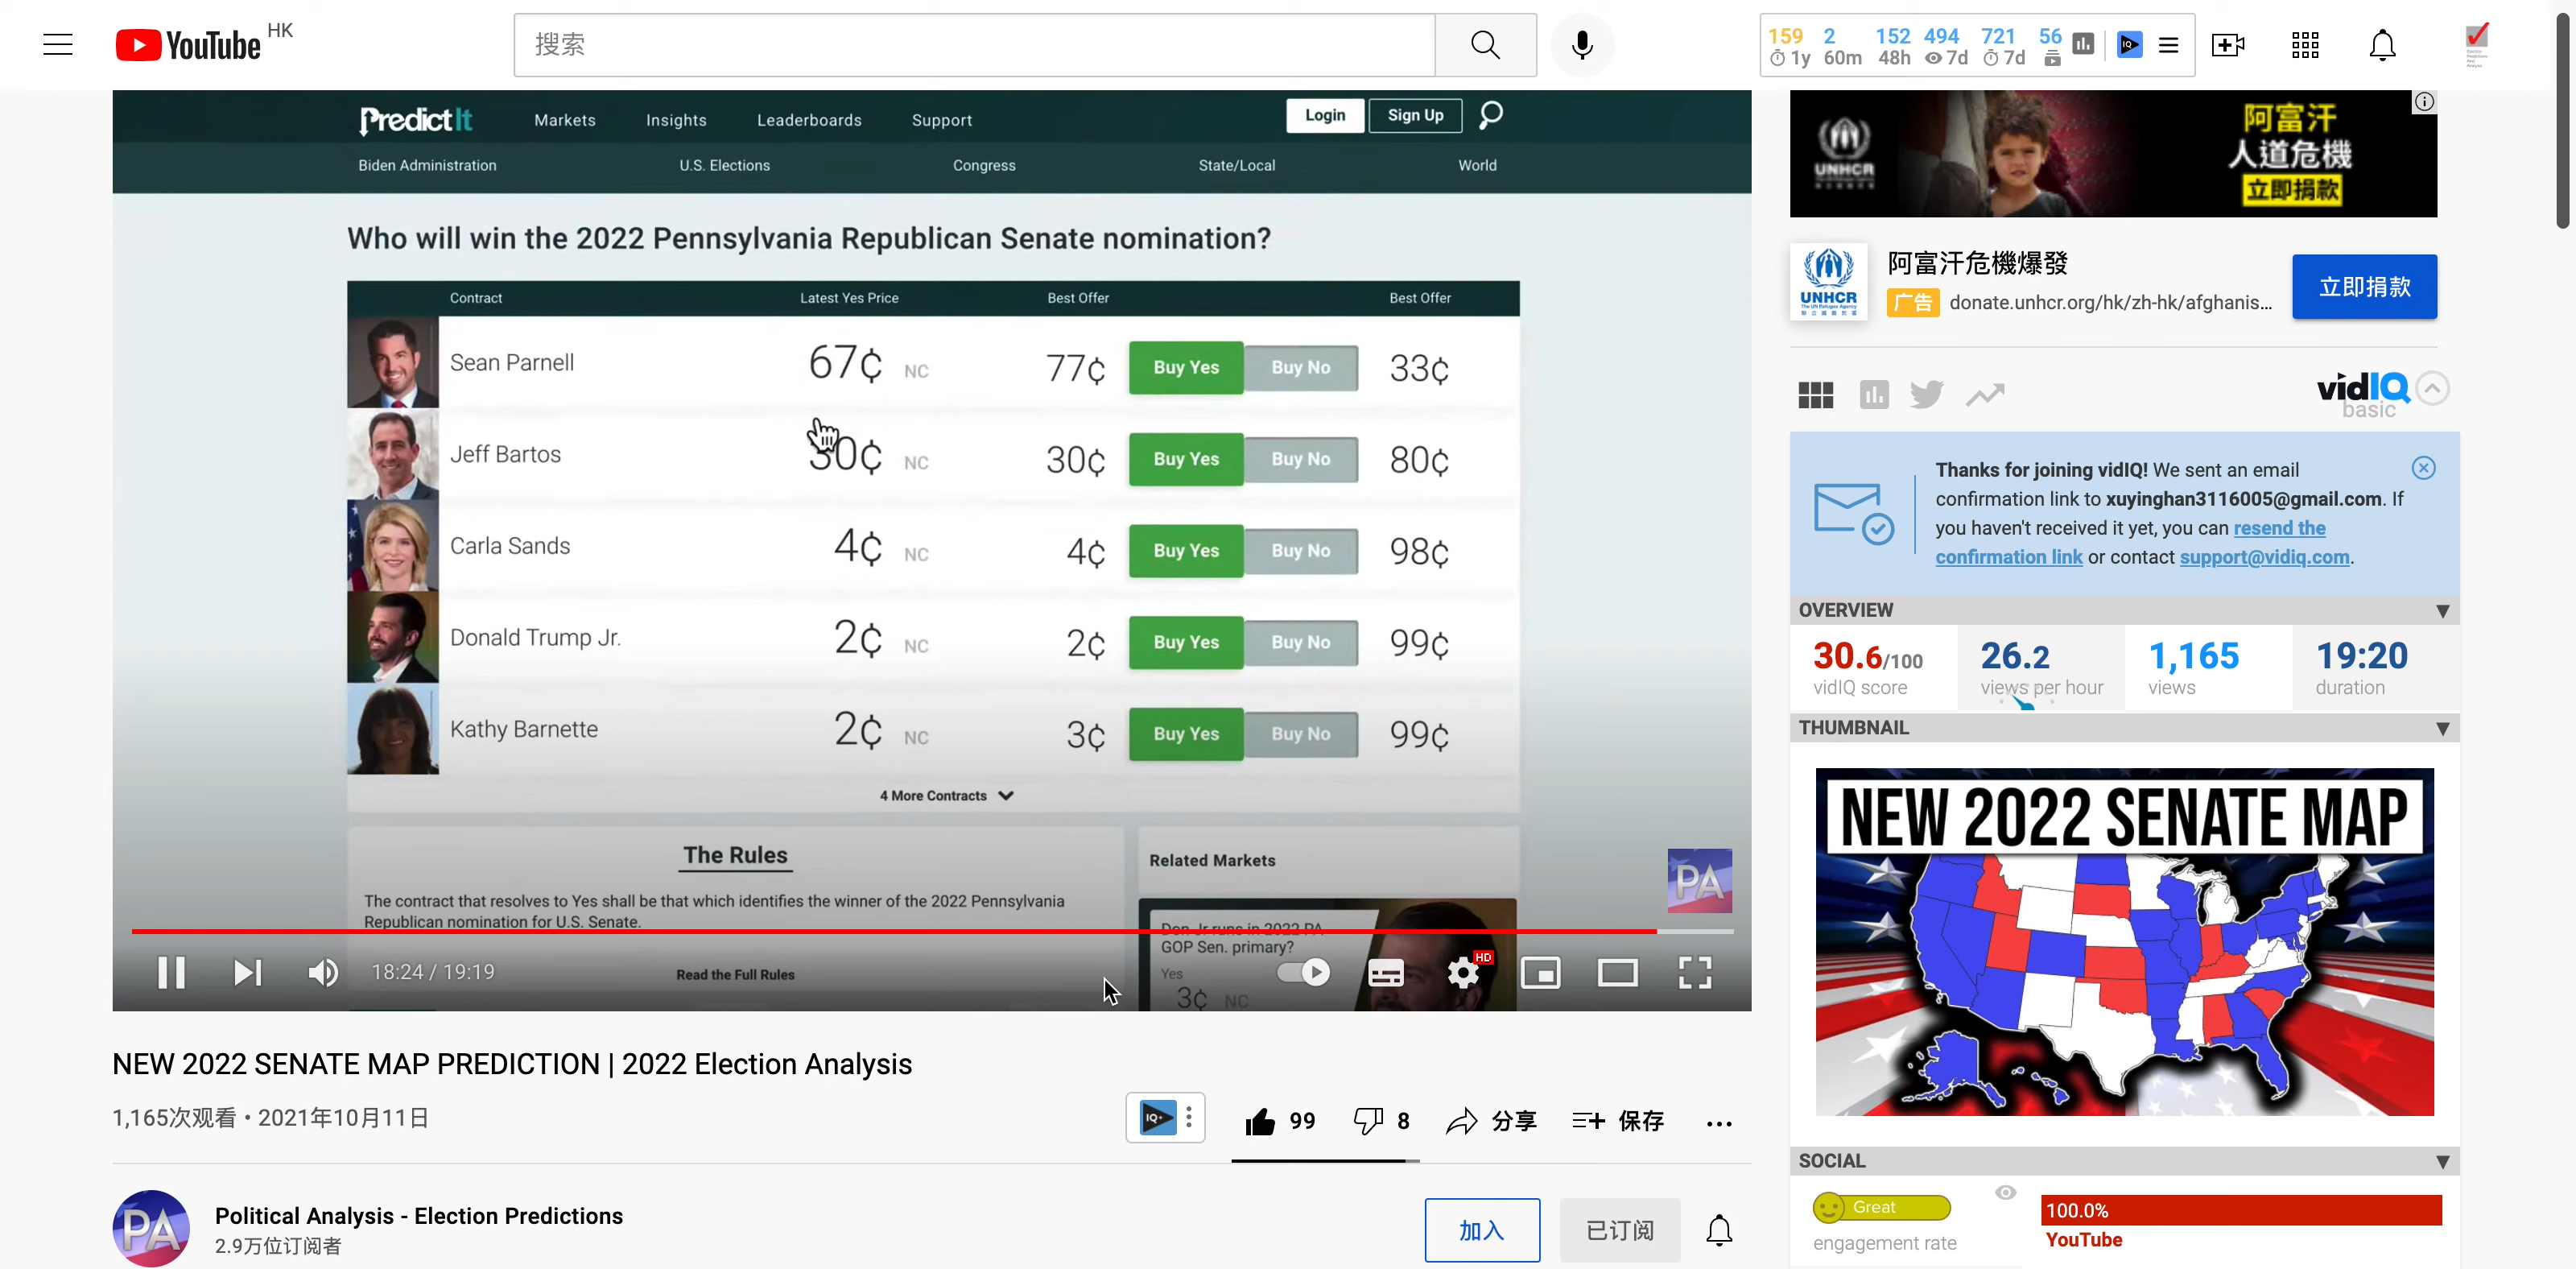 YouTube HK
搜索
159 2 152 494 721 56
1y 60m 48h 7d 7d
IQ
PredictIt
Markets Insights Leaderboards Support
Login Sign Up
Biden Administration U.S. Elections Congress State/Local World
Who will win the 2022 Pennsylvania Republican Senate nomination?
Contract Latest Yes Price Best Offer Best Offer
Sean Parnell 67¢ NC 77¢ Buy Yes Buy No 33¢
Jeff Bartos 30¢ NC 30¢ Buy Yes Buy No 80¢
Carla Sands 4¢ NC 4¢ Buy Yes Buy No 98¢
Donald Trump Jr. 2¢ NC 2¢ Buy Yes Buy No 99¢
Kathy Barnette 2¢ NC 3¢ Buy Yes Buy No 99¢
4 More Contracts
The Rules
The contract that resolves to Yes shall be that which identifies the winner of the 2022 Pennsylvania
Republican nomination for U.S. Senate.
Read the Full Rules
Related Markets
Don Jr runs in 2022 PA
GOP Sen. primary?
Yes
3¢ NC
PA
18:24 / 19:19
HD
NEW 2022 SENATE MAP PREDICTION | 2022 Election Analysis
1,165次观看 • 2021年10月11日
IQ
99 8 分享 保存
PA
Political Analysis - Election Predictions
2.9万位订阅者
加入 已订阅
UNHCR
阿富汗
人道危機
立即捐款
UNHCR
The UN Refugee Agency
阿富汗危機爆發
广告 donate.unhcr.org/hk/zh-hk/afghanis...
立即捐款
vidIQ
basic
Thanks for joining vidIQ! We sent an email
confirmation link to xuyinghan3116005@gmail.com. If
you haven't received it yet, you can resend the
confirmation link or contact support@vidiq.com.
OVERVIEW
30.6/100 26.2 1,165 19:20
vidIQ score views per hour views duration
THUMBNAIL
NEW 2022 SENATE MAP
SOCIAL
Great
engagement rate
100.0%
YouTube